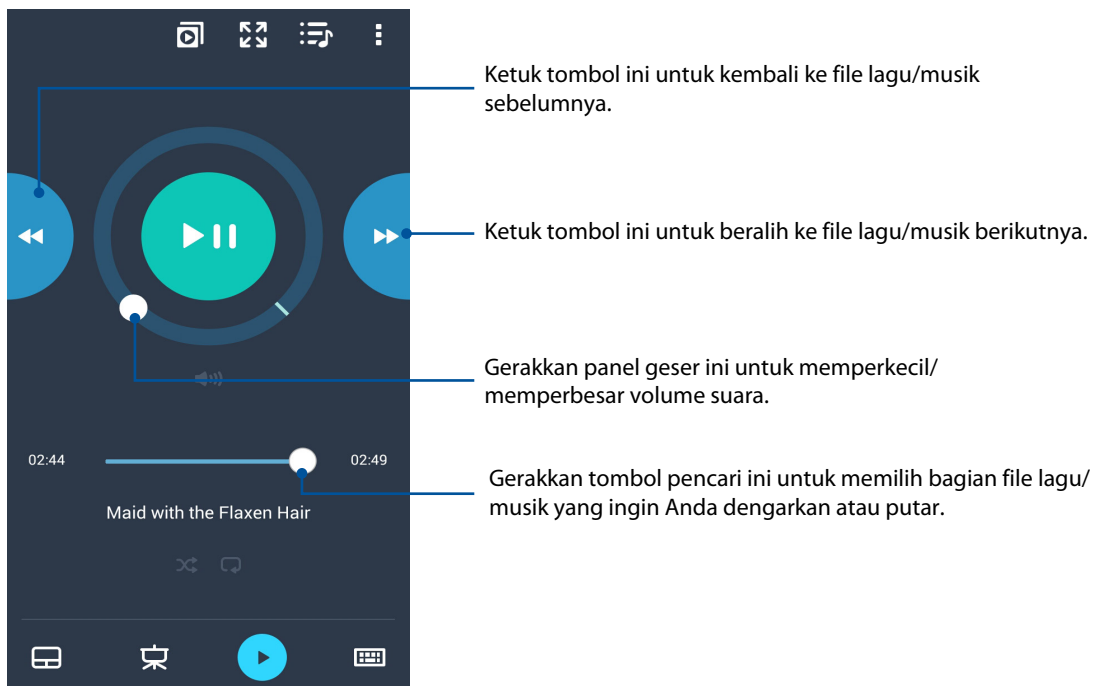 Ketuk tombol ini untuk kembali ke file lagu/musik
sebelumnya.
Ketuk tombol ini untuk beralih ke file lagu/musik berikutnya.
Gerakkan panel geser ini untuk memperkecil/
memperbesar volume suara.
02:44
02:49
Gerakkan tombol pencari ini untuk memilih bagian file lagu/
musik yang ingin Anda dengarkan atau putar.
Maid with the Flaxen Hair